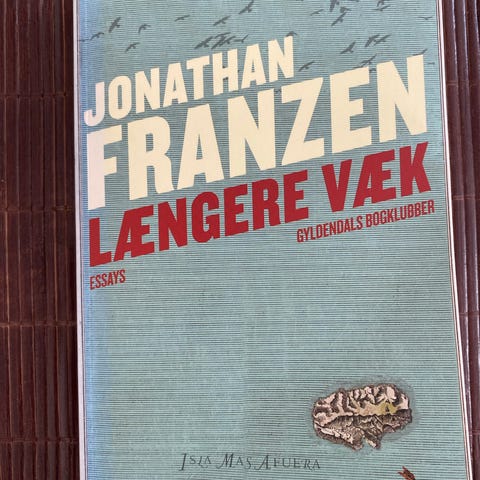 JONATHAN
FRANZEN
LÆNGERE VÆK
GYLDENDALS BOGKLUBBER
ESSAYS
ISLA MAS AFUERA